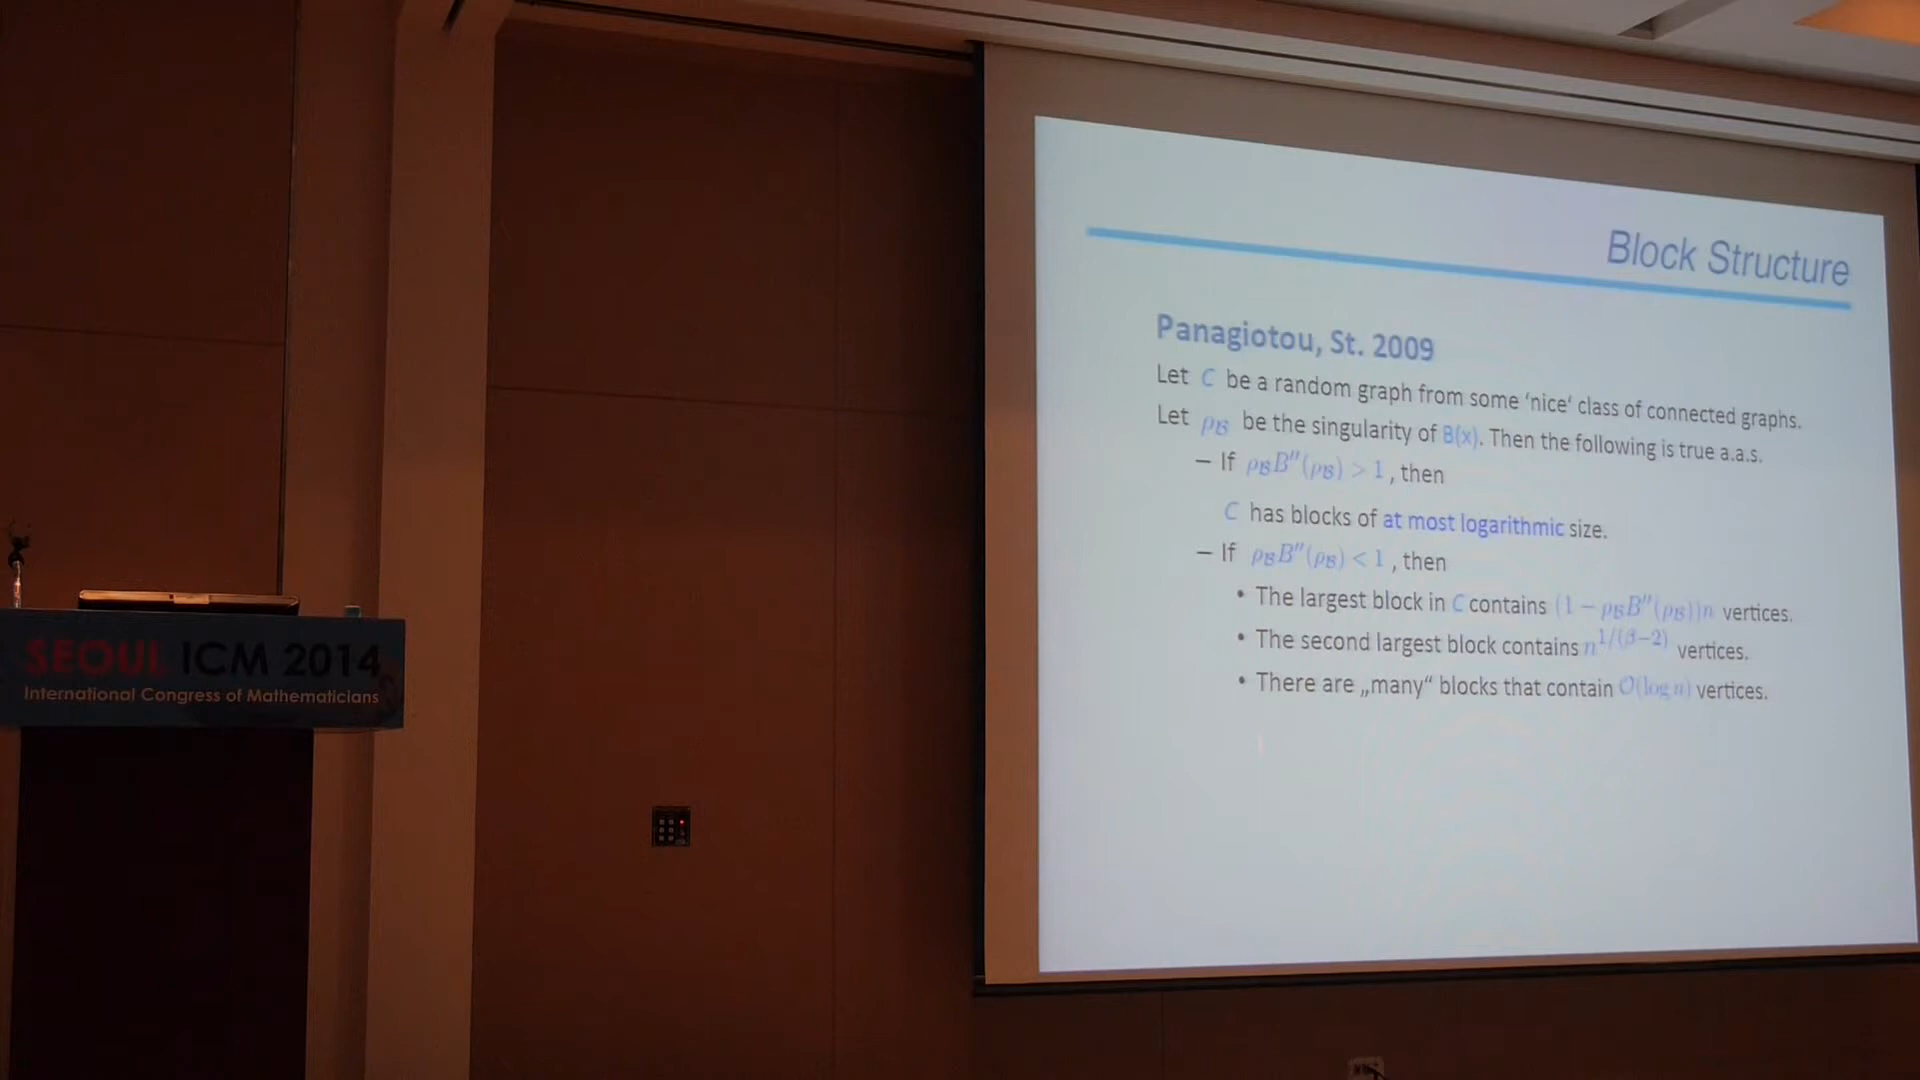 SEOUL ICM 2014
International Congress of Mathematicians
Block Structure
Panagiotou, St. 2009
Let C be a random graph from some 'nice' class of connected graphs.
Let ρ_B be the singularity of B(x). Then the following is true a.a.s.
– If ρ_B B″(ρ_B) > 1, then
C has blocks of at most logarithmic size.
– If ρ_B B″(ρ_B) < 1, then
• The largest block in C contains (1 − ρ_B B″(ρ_B))n vertices.
• The second largest block contains n^{1/(β−2)} vertices.
• There are „many“ blocks that contain O(log n) vertices.